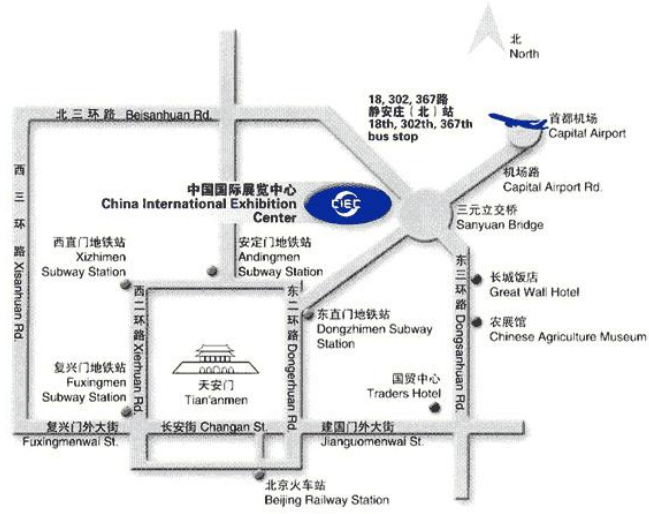 北
North
18, 302, 367路
静安庄（北）站
18th, 302th, 367th
bus stop
首都机场
Capital Airport
北 三 环 路 Beisanhuan Rd.
机场路
Capital Airport Rd.
中国国际展览中心
China International Exhibition
Center
CIEC
三元立交桥
Sanyuan Bridge
西 三 环 路 Xisanhuan Rd.
西直门地铁站
Xizhimen
Subway Station
安定门地铁站
Andingmen
Subway Station
东 三 环 路 Dongsanhuan Rd.
长城饭店
Great Wall Hotel
西 二 环 路 Xierhuan Rd.
东 二 环 路 Dongerhuan Rd.
东直门地铁站
Dongzhimen Subway
Station
农展馆
Chinese Agriculture Museum
复兴门地铁站
Fuxingmen
Subway Station
天安门
Tian'anmen
国贸中心
Traders Hotel
复兴门外大街
Fuxingmenwai St.
长安街 Changan St.
建国门外大街
Jianguomenwai St.
北京火车站
Beijing Railway Station